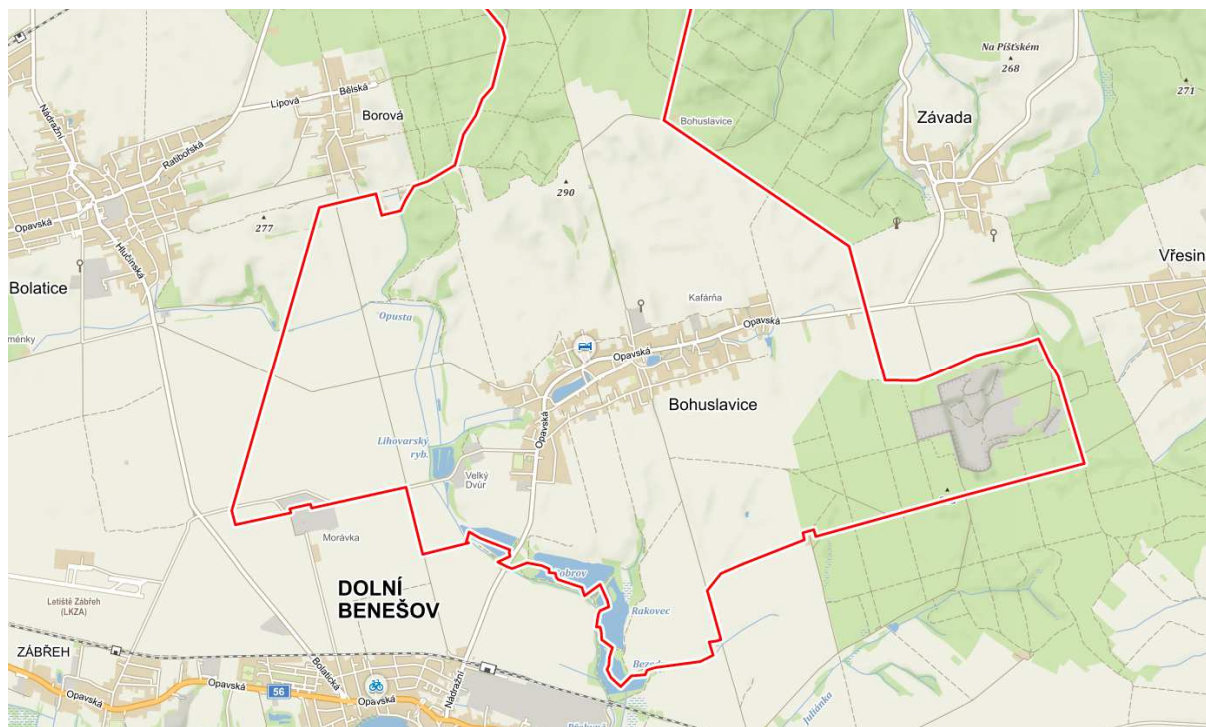 Na Píšťském
268
271
Bělská
Lipová
Borová
Bohuslavice
Závada
Nádražní
Ratibořská
290
Opavská
277
Hlučínská
Vřesin
Bolatice
Kafárňa
Opusta
Opavská
ménky
Opavská
Bohuslavice
Opavská
Lihovarský
ryb.
Velký
Dvůr
Morávka
DOLNÍ
BENEŠOV
Letiště Zábřeh
(LKZA)
Rakovec
ZÁBŘEH
Bolatická
Nádražní
Opavská
56
Opavská
Opavská
Juliánka